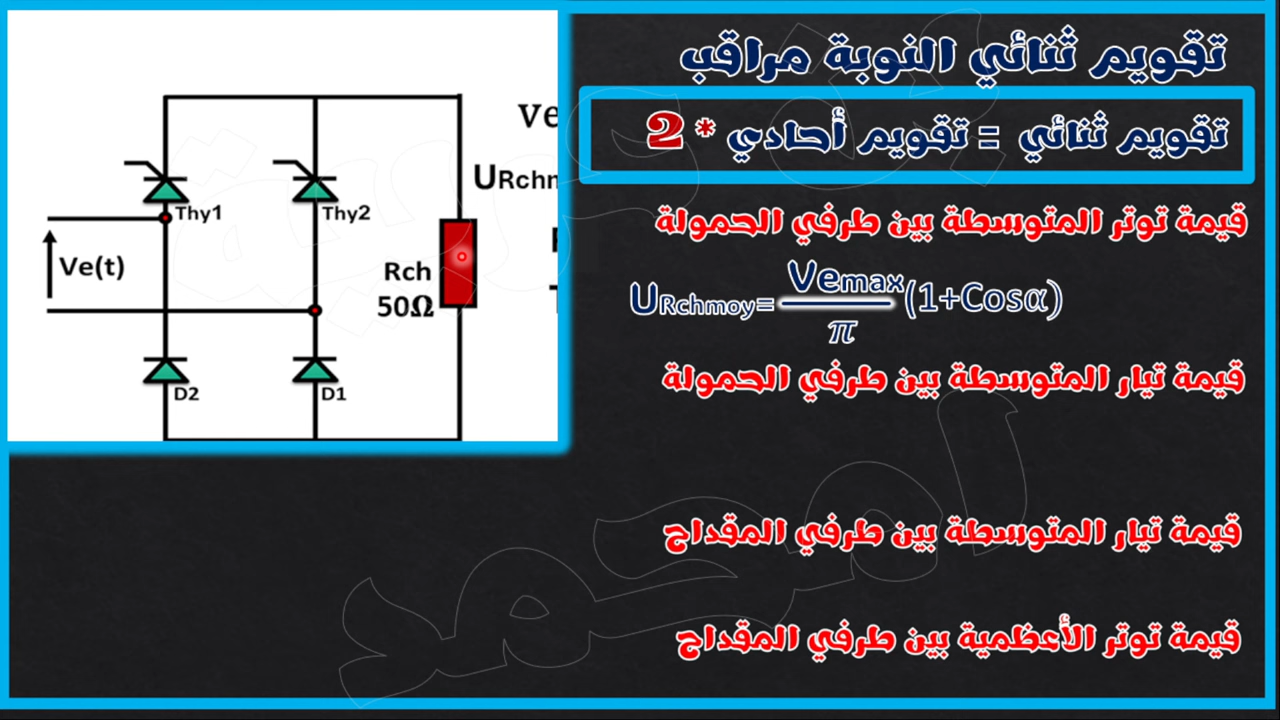 تقويم ثنائي النوبة مراقب
تقويم ثنائي = تقويم أحادي * 2
قيمة توتر المتوسطة بين طرفي الحمولة
URchmoy= Vemax/π (1+Cosα)
قيمة تيار المتوسطة بين طرفي الحمولة
قيمة تيار المتوسطة بين طرفي المقداح
قيمة توتر الأعظمية بين طرفي المقداح
Ve
URchm
Thy1
Thy2
Ve(t)
Rch
50Ω
D2
D1